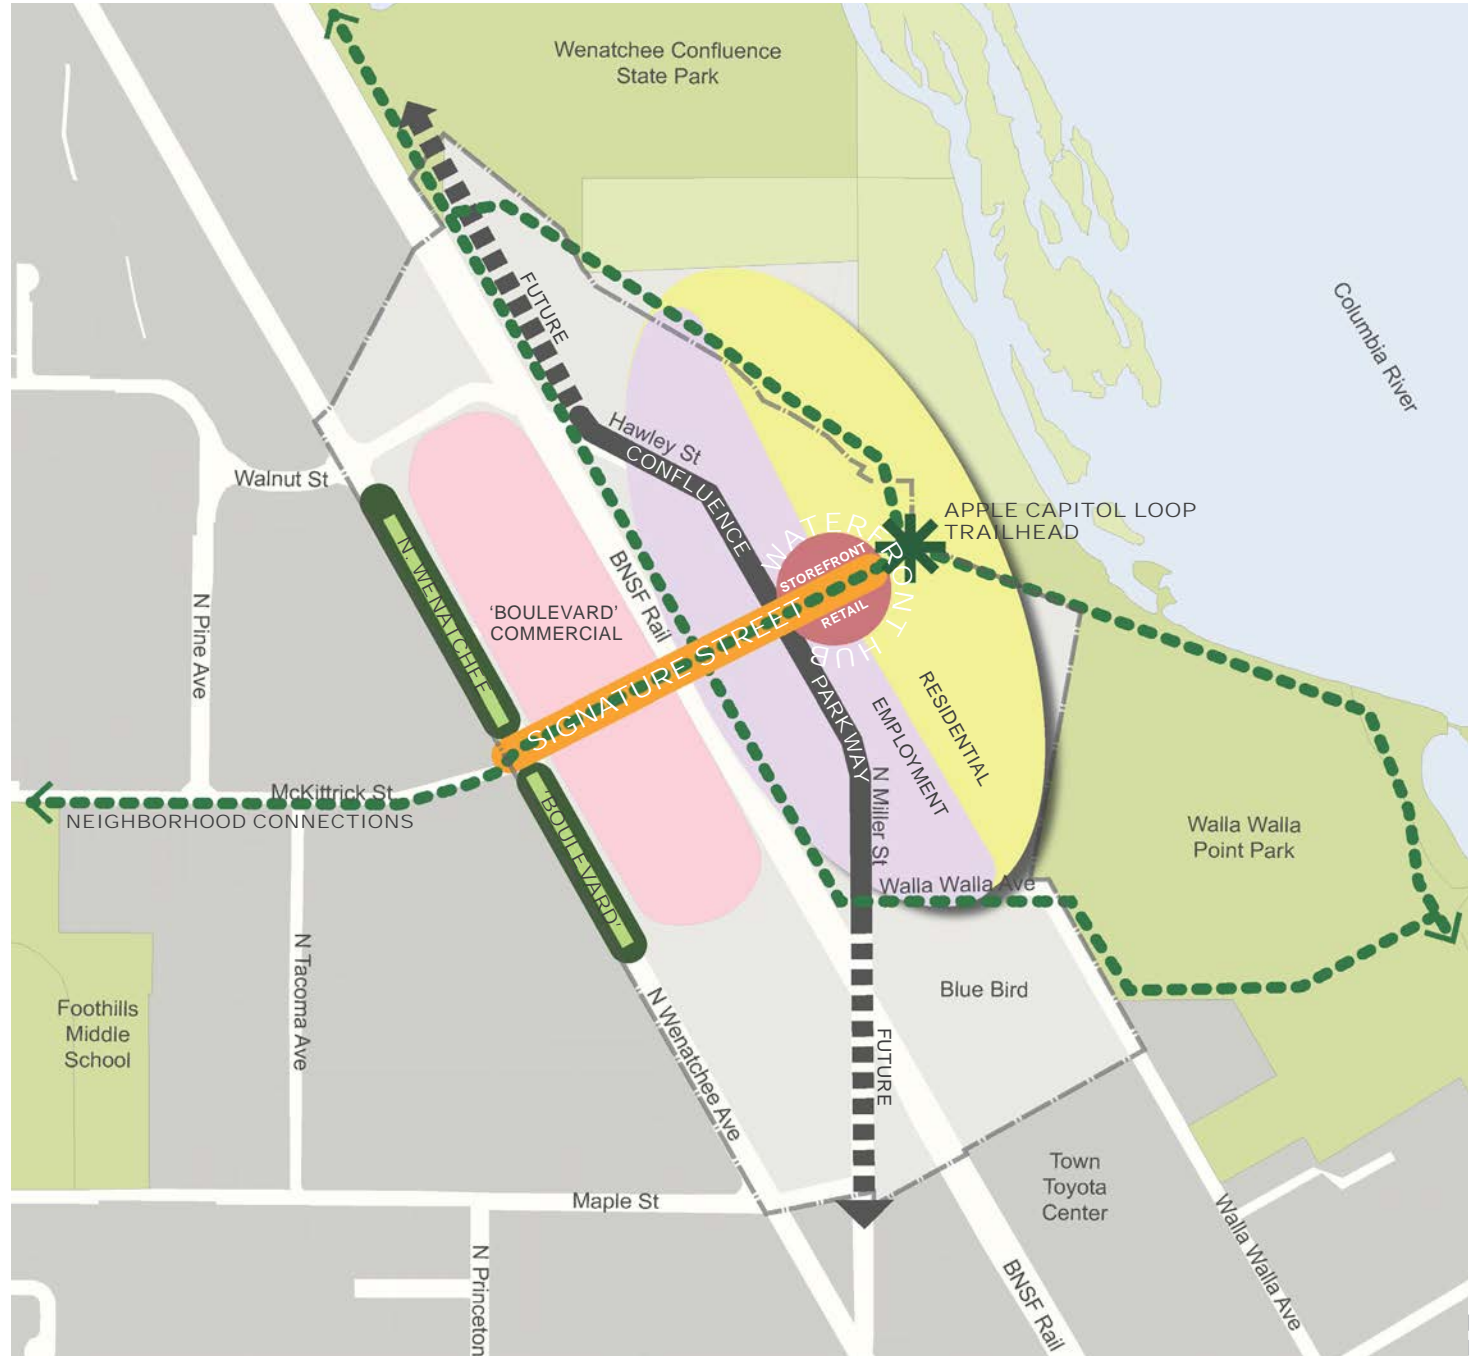 Wenatchee Confluence
State Park
Columbia River
FUTURE
Hawley St
CONFLUENCE
PARKWAY
Walnut St
N. WENATCHEE
'BOULEVARD'
'BOULEVARD'
COMMERCIAL
BNSF Rail
WATERFRONT HUB
STOREFRONT
RETAIL
APPLE CAPITOL LOOP
TRAILHEAD
SIGNATURE STREET
RESIDENTIAL
EMPLOYMENT
N Pine Ave
McKittrick St
NEIGHBORHOOD CONNECTIONS
N Miller St
Walla Walla Ave
Walla Walla
Point Park
Foothills
Middle
School
N Tacoma Ave
N Wenatchee Ave
Blue Bird
FUTURE
Maple St
Town
Toyota
Center
N Princeton
BNSF Rail
Walla Walla Ave